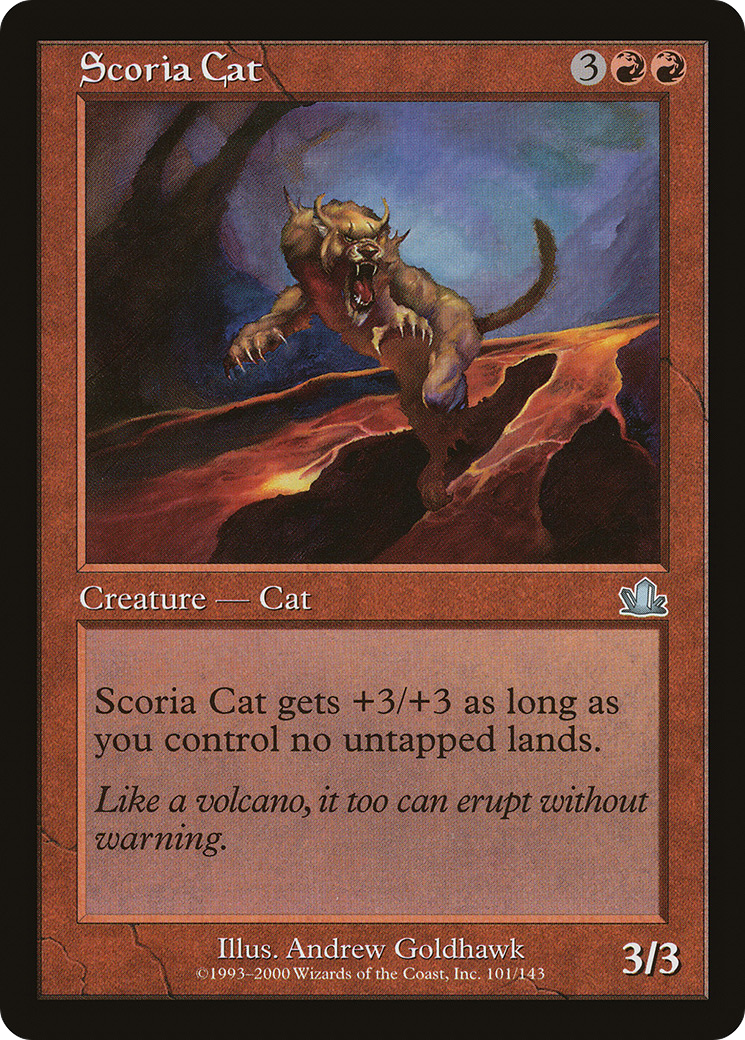 Scoria Cat 3
Creature — Cat
Scoria Cat gets +3/+3 as long as
you control no untapped lands.
Like a volcano, it too can erupt without
warning.
Illus. Andrew Goldhawk
©1993–2000 Wizards of the Coast, Inc. 101/143
3/3